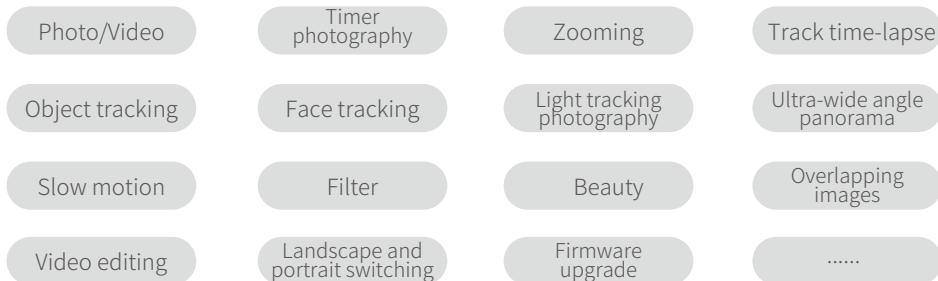 Photo/Video
Timer
photography
Zooming
Track time-lapse
Object tracking
Face tracking
Light tracking
photography
Ultra-wide angle
panorama
Slow motion
Filter
Beauty
Overlapping
images
Video editing
Landscape and
portrait switching
Firmware
upgrade
······